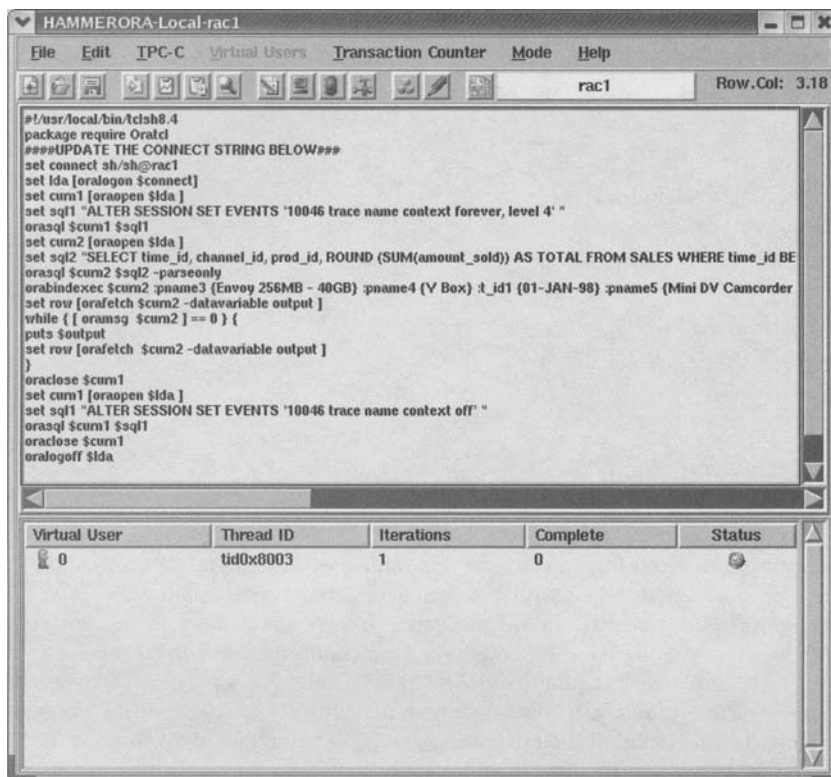 HAMMERORA-Local-rac1
File Edit TPC-C Virtual Users Transaction Counter Mode Help
rac1 Row.Col: 3.18
#!/usr/local/bin/tclsh8.4
package require Oratcl
####UPDATE THE CONNECT STRING BELOW###
set connect sh/sh@rac1
set lda [oralogon $connect]
set curn1 [oraopen $lda ]
set sql1 "ALTER SESSION SET EVENTS '10046 trace name context forever, level 4' "
orasql $curn1 $sql1
set curn2 [oraopen $lda ]
set sql2 "SELECT time_id, channel_id, prod_id, ROUND (SUM(amount_sold)) AS TOTAL FROM SALES WHERE time_id BE
orasql $curn2 $sql2 -parseonly
orabindexec $curn2 :pname3 {Envoy 256MB - 40GB} :pname4 {Y Box} :t_id1 {01-JAN-98} :pname5 {Mini DV Camcorder
set row [orafetch $curn2 -datavariable output ]
while { [ oramsg $curn2 ] == 0 } {
puts $output
set row [orafetch $curn2 -datavariable output ]
}
oraclose $curn1
set curn1 [oraopen $lda ]
set sql1 "ALTER SESSION SET EVENTS '10046 trace name context off' "
orasql $curn1 $sql1
oraclose $curn1
oralogoff $lda
Virtual User Thread ID Iterations Complete Status
0 tid0x8003 1 0